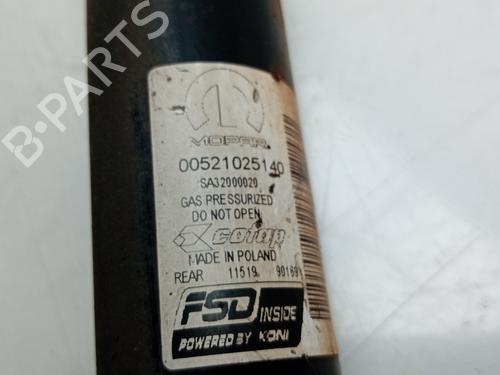 MOPAR
00521025140
SA32000020
GAS PRESSURIZED
DO NOT OPEN
cofap
MADE IN POLAND
REAR 11519 90169
FSD INSIDE
POWERED BY KONI
B-PARTS